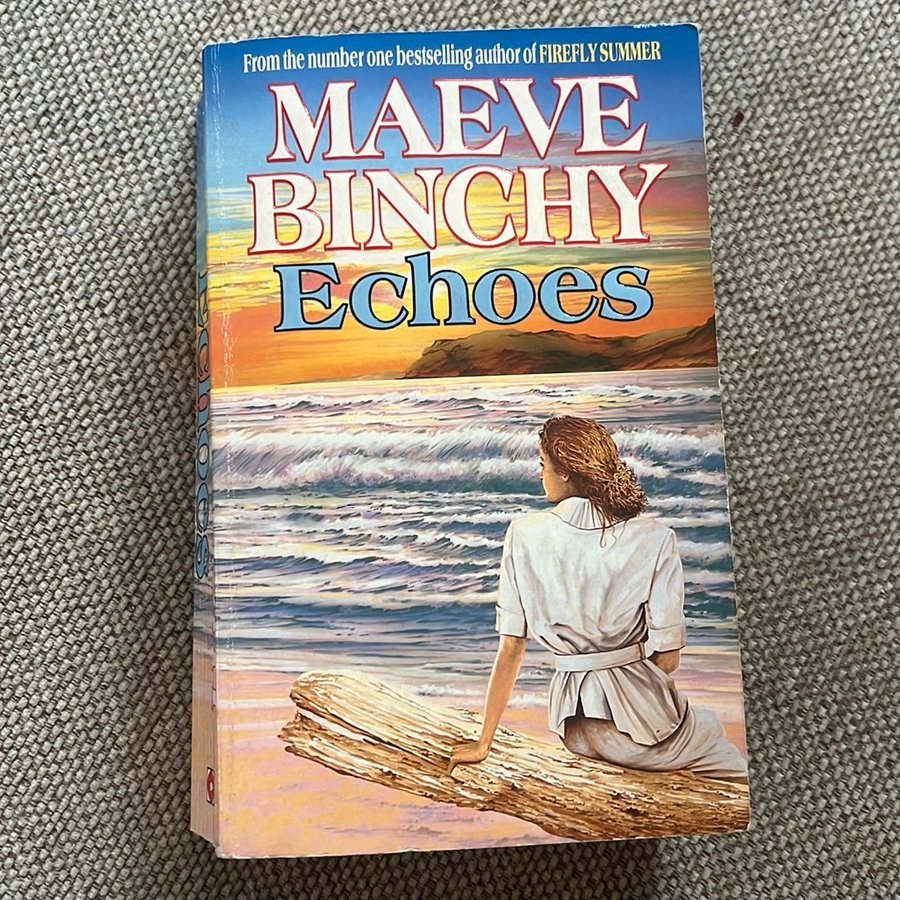 From the number one bestselling author of FIREFLY SUMMER
MAEVE
BINCHY
Echoes
Echoes